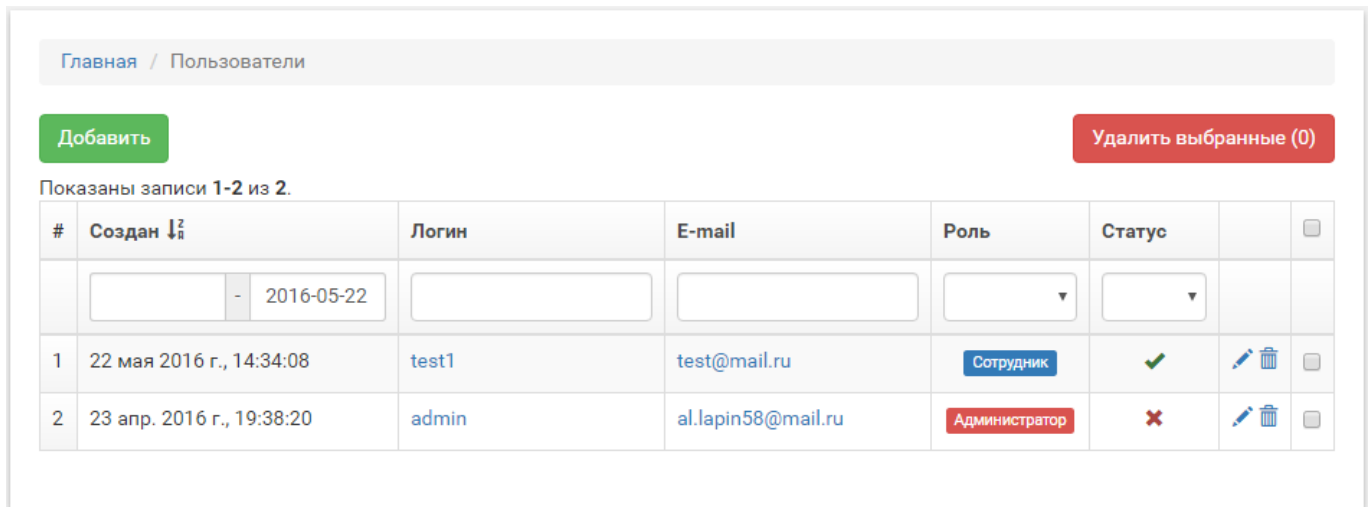 Главная / Пользователи
Добавить
Удалить выбранные (0)
Показаны записи 1-2 из 2.
# Создан Логин E-mail Роль Статус
- 2016-05-22
1 22 мая 2016 г., 14:34:08 test1 test@mail.ru Сотрудник
2 23 апр. 2016 г., 19:38:20 admin al.lapin58@mail.ru Администратор